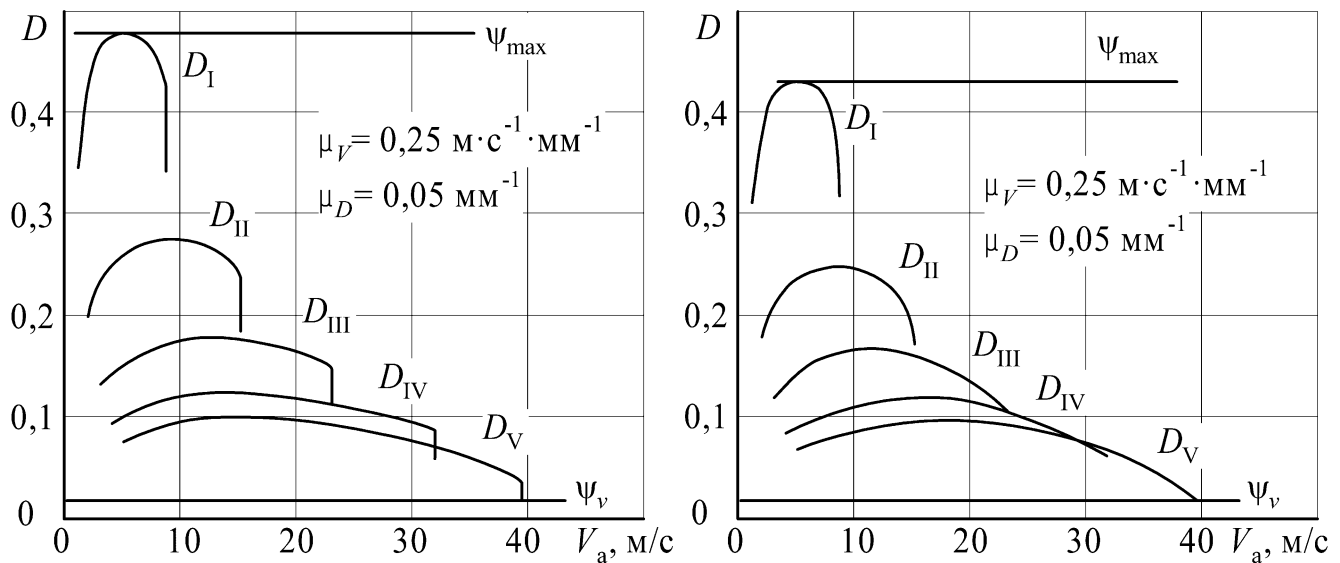 D
ψmax
DI
0,4
μV= 0,25 м·с-1·мм-1
μD= 0,05 мм-1
0,3
DII
0,2
DIII
DIV
0,1
DV
0
ψv
0 10 20 30 40 Va, м/с
D
ψmax
0,4
DI
μV= 0,25 м·с-1·мм-1
0,3
μD= 0,05 мм-1
DII
0,2
DIII
DIV
0,1
DV
0
ψv
0 10 20 30 40 Va, м/с